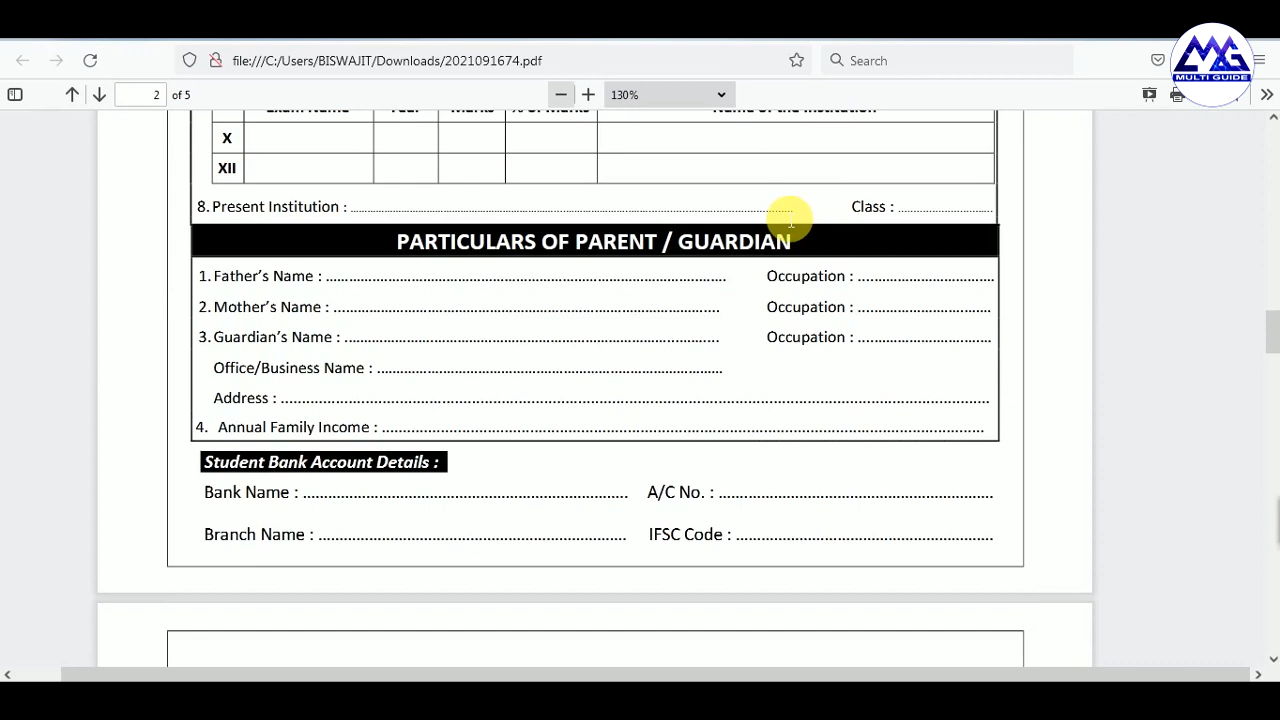 file:///C:/Users/BISWAJIT/Downloads/2021091674.pdf
Search
MG
MULTI GUIDE
2 of 5
130%
Exam Name Year Marks % of Marks Name of the Institution
X
XII
8. Present Institution : Class :
PARTICULARS OF PARENT / GUARDIAN
1. Father's Name : Occupation :
2. Mother's Name : Occupation :
3. Guardian's Name : Occupation :
Office/Business Name :
Address :
4. Annual Family Income :
Student Bank Account Details :
Bank Name : A/C No. :
Branch Name : IFSC Code :